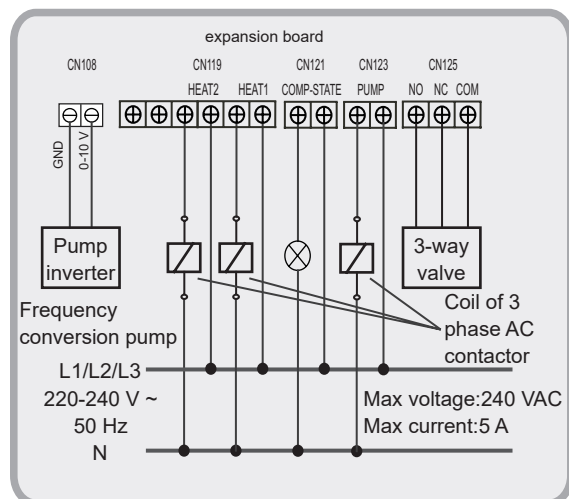 expansion board
CN108 CN119 CN121 CN123 CN125
HEAT2 HEAT1 COMP-STATE PUMP NO NC COM
GND
0-10 V
Pump
inverter
3-way
valve
Frequency
conversion pump
Coil of 3
phase AC
contactor
L1/L2/L3
220-240 V ~
50 Hz
N
Max voltage:240 VAC
Max current:5 A